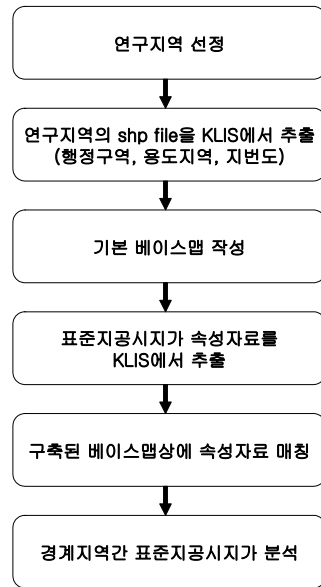 연구지역 선정
연구지역의 shp file을 KLIS에서 추출
(행정구역, 용도지역, 지번도)
기본 베이스맵 작성
표준지공시지가 속성자료를
KLIS에서 추출
구축된 베이스맵상에 속성자료 매칭
경계지역간 표준지공시지가 분석